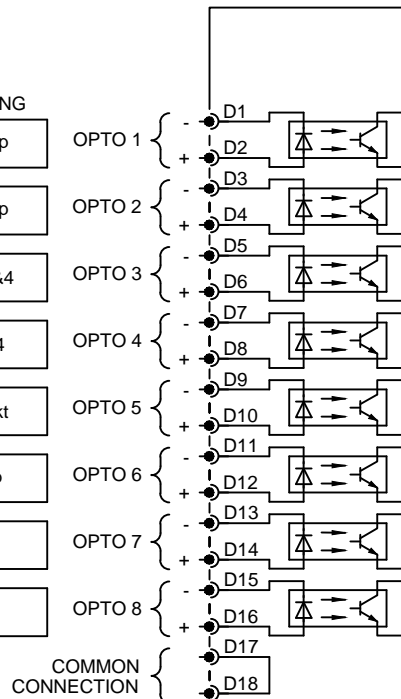 NG
p
OPTO 1
- D1
+ D2
p
OPTO 2
- D3
+ D4
&4
OPTO 3
- D5
+ D6
4
OPTO 4
- D7
+ D8
kt
OPTO 5
- D9
+ D10
OPTO 6
- D11
+ D12
OPTO 7
- D13
+ D14
OPTO 8
- D15
+ D16
COMMON
CONNECTION
D17
D18